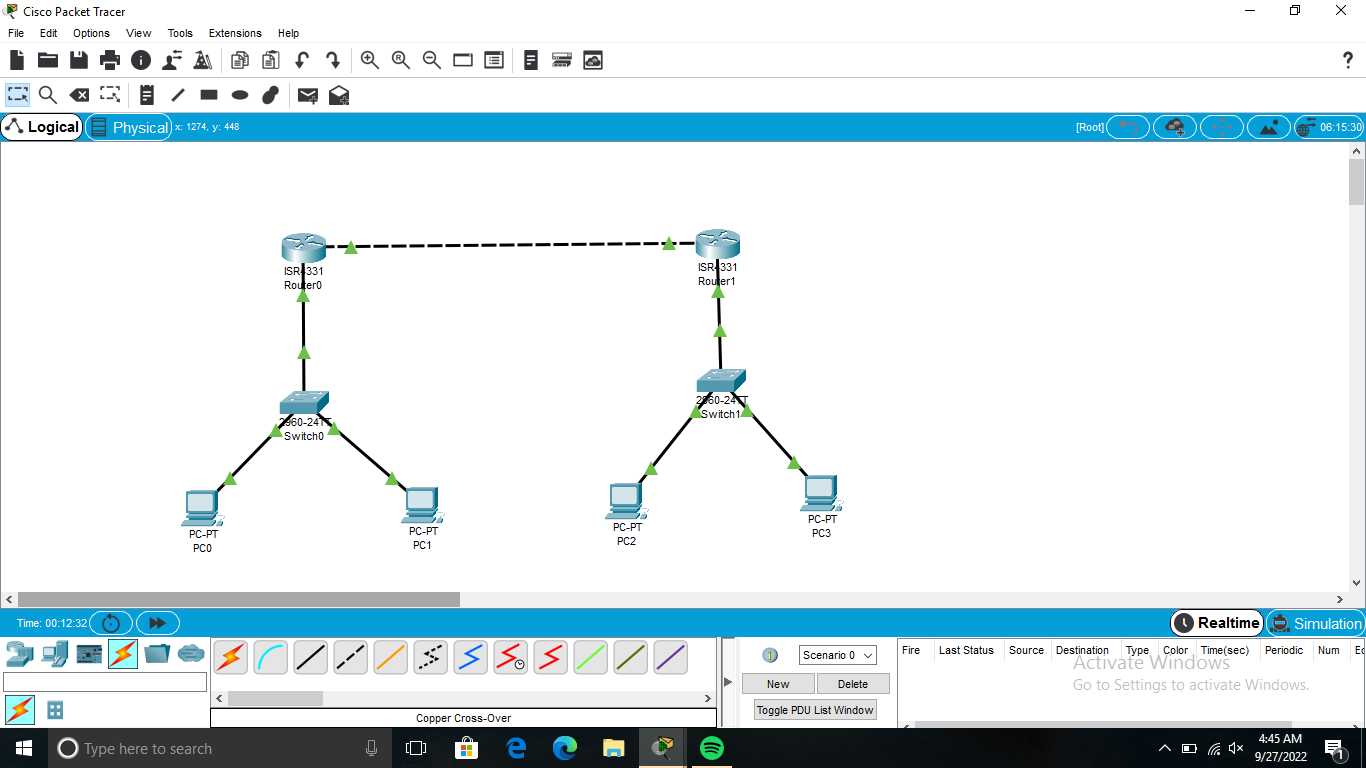 Cisco Packet Tracer
File Edit Options View Tools Extensions Help
Logical Physical x: 1274, y: 448 [Root] 06:15:30
ISR4331
Router0
ISR4331
Router1
2960-24TT
Switch0
2960-24TT
Switch1
PC-PT
PC0
PC-PT
PC1
PC-PT
PC2
PC-PT
PC3
Time: 00:12:32 Realtime Simulation
Scenario 0
New Delete
Toggle PDU List Window
Fire Last Status Source Destination Type Color Time(sec) Periodic Num
Activate Windows
Go to Settings to activate Windows.
Copper Cross-Over
Type here to search
4:45 AM
9/27/2022
1